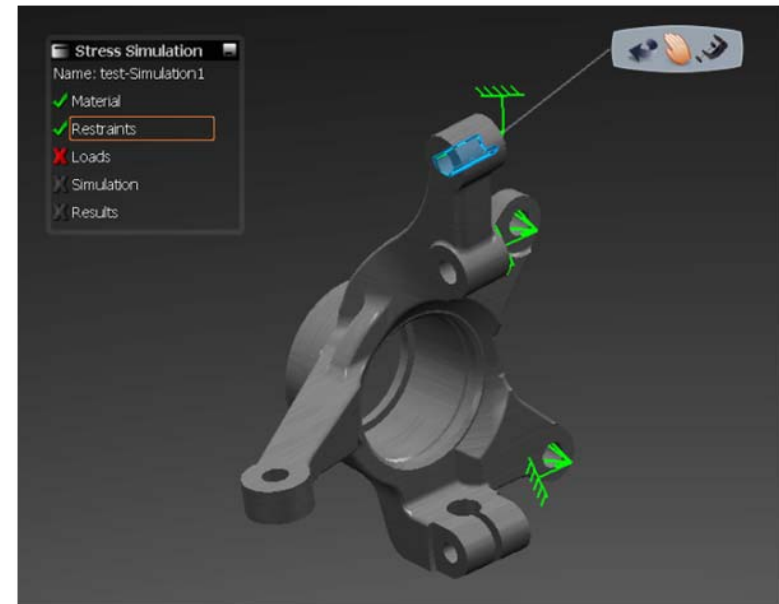 Stress Simulation
Name: test-Simulation1
Material
Restraints
Loads
Simulation
Results